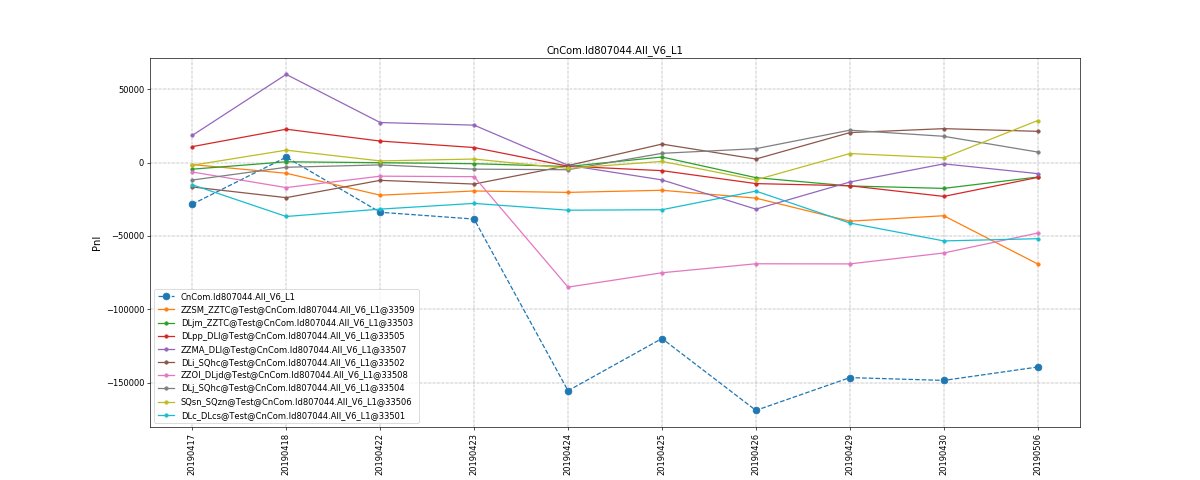 CnCom.Id807044.All_V6_L1
50000
0
−50000
−100000
−150000
Pnl
CnCom.Id807044.All_V6_L1
ZZSM_ZZTC@Test@CnCom.Id807044.All_V6_L1@33509
DLjm_ZZTC@Test@CnCom.Id807044.All_V6_L1@33503
DLpp_DLl@Test@CnCom.Id807044.All_V6_L1@33505
ZZMA_DLl@Test@CnCom.Id807044.All_V6_L1@33507
DLi_SQhc@Test@CnCom.Id807044.All_V6_L1@33502
ZZOI_DLjd@Test@CnCom.Id807044.All_V6_L1@33508
DLj_SQhc@Test@CnCom.Id807044.All_V6_L1@33504
SQsn_SQzn@Test@CnCom.Id807044.All_V6_L1@33506
DLc_DLcs@Test@CnCom.Id807044.All_V6_L1@33501
20190417
20190418
20190422
20190423
20190424
20190425
20190426
20190429
20190430
20190506